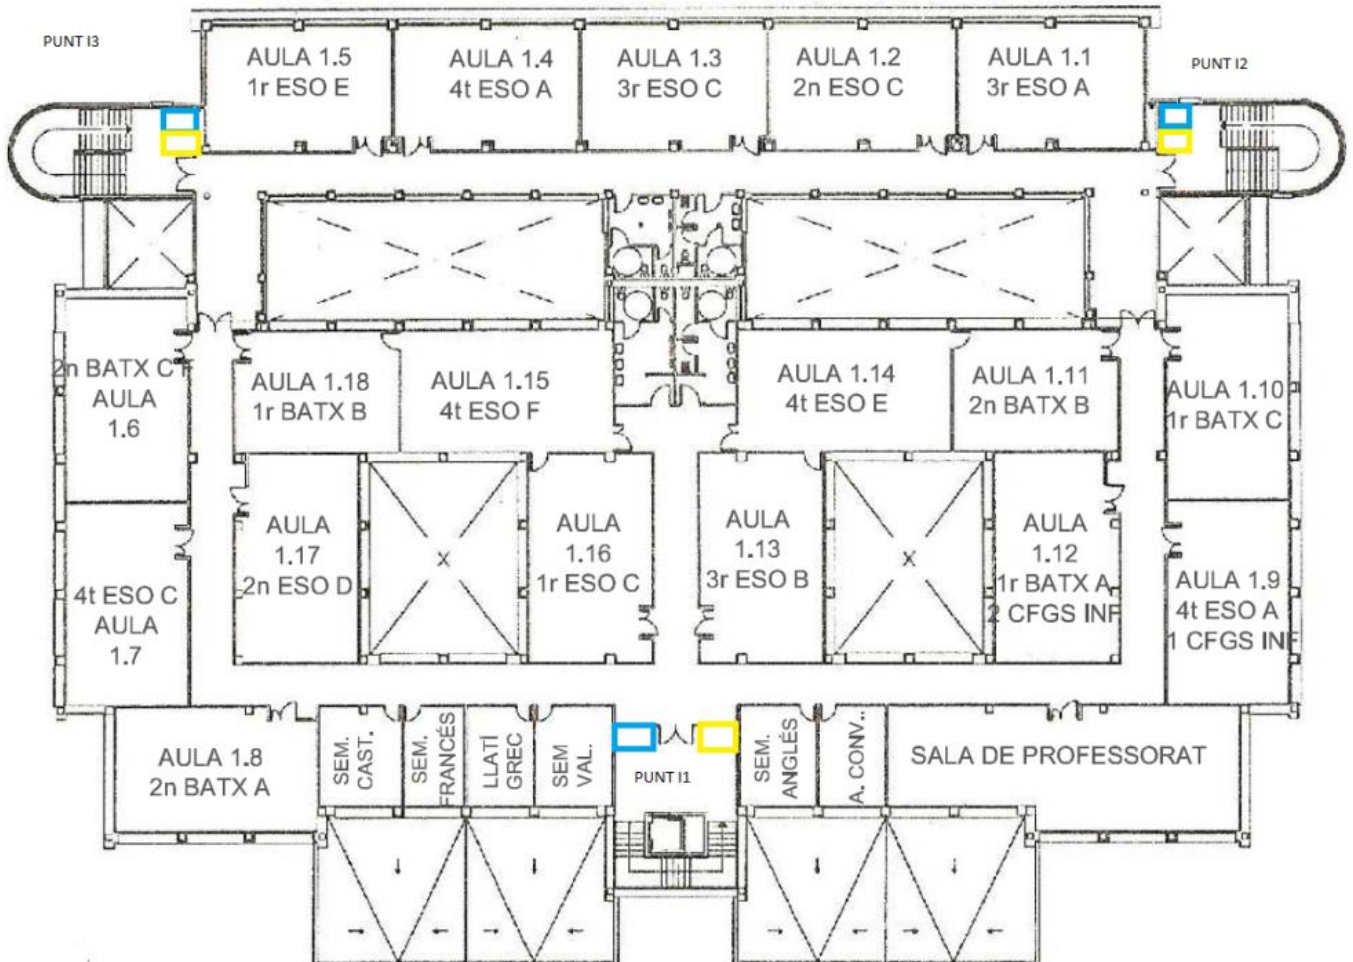 PUNT I3
PUNT I2
AULA 1.5
1r ESO E
AULA 1.4
4t ESO A
AULA 1.3
3r ESO C
AULA 1.2
2n ESO C
AULA 1.1
3r ESO A
2n BATX C
AULA
1.6
AULA 1.18
1r BATX B
AULA 1.15
4t ESO F
AULA 1.14
4t ESO E
AULA 1.11
2n BATX B
AULA 1.10
1r BATX C
4t ESO C
AULA
1.7
AULA
1.17
2n ESO D
AULA
1.16
1r ESO C
AULA
1.13
3r ESO B
AULA
1.12
1r BATX A
2 CFGS INF
AULA 1.9
4t ESO A
1 CFGS INF
AULA 1.8
2n BATX A
SEM.
CAST.
SEM.
FRANCÉS
LLATÍ
GREC
SEM
VAL.
PUNT I1
SEM.
ANGLÉS
A. CONV..
SALA DE PROFESSORAT